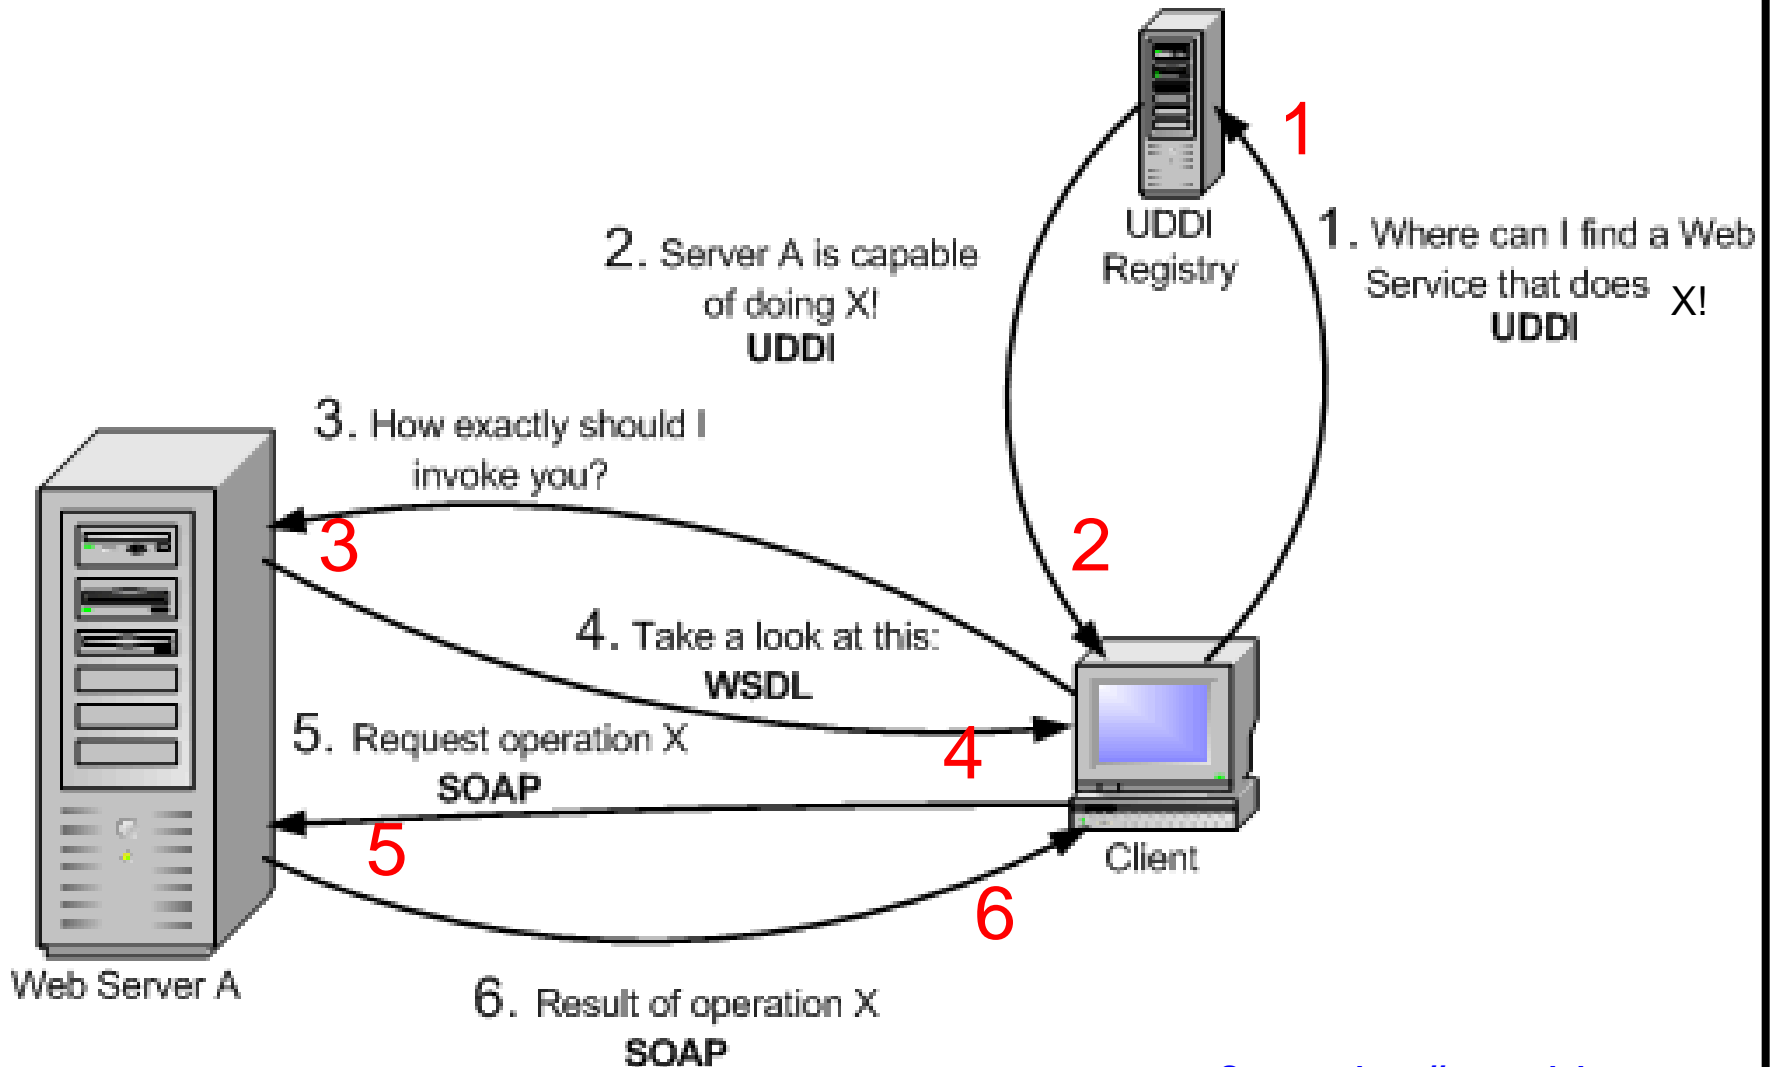 1
UDDI
Registry
1. Where can I find a Web
Service that does X!
UDDI
2. Server A is capable
of doing X!
UDDI
2
3. How exactly should I
invoke you?
3
4. Take a look at this:
WSDL
4
5. Request operation X
SOAP
5
Client
6
Web Server A
6. Result of operation X
SOAP